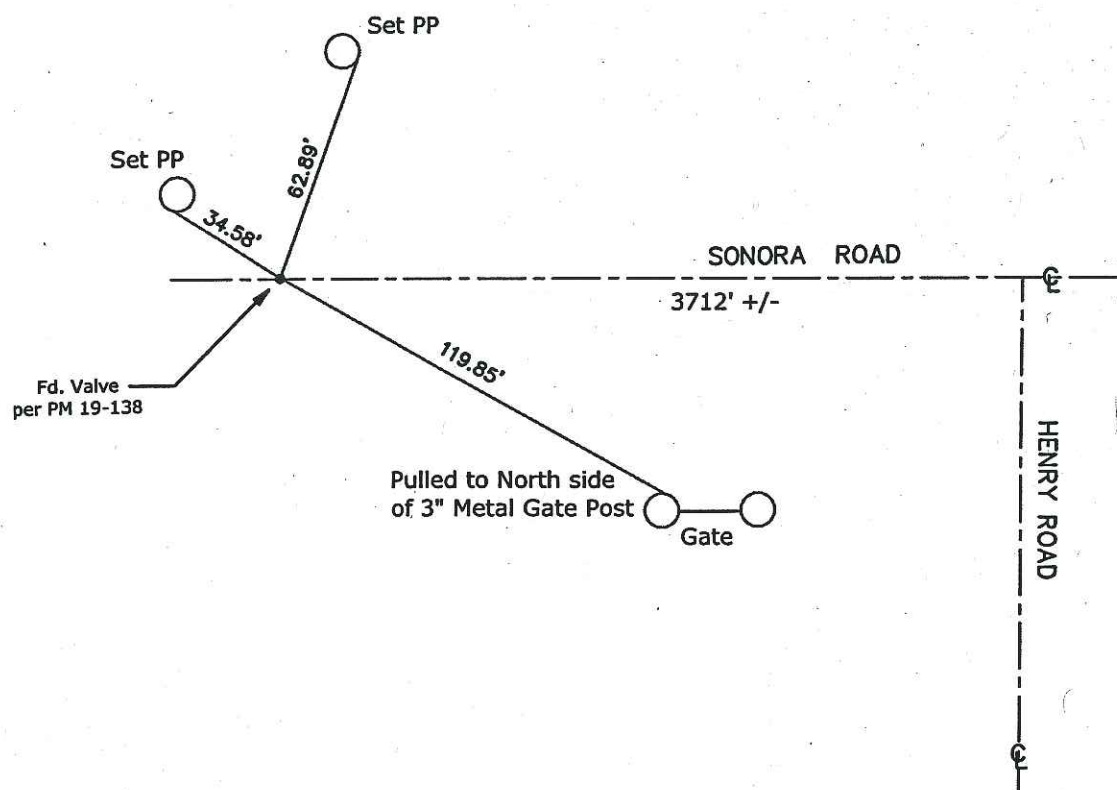 Set PP
Set PP
62.89'
34.58'
SONORA ROAD
℄
3712' +/-
119.85'
Fd. Valve
per PM 19-138
HENRY ROAD
Pulled to North side
of 3" Metal Gate Post
Gate
℄